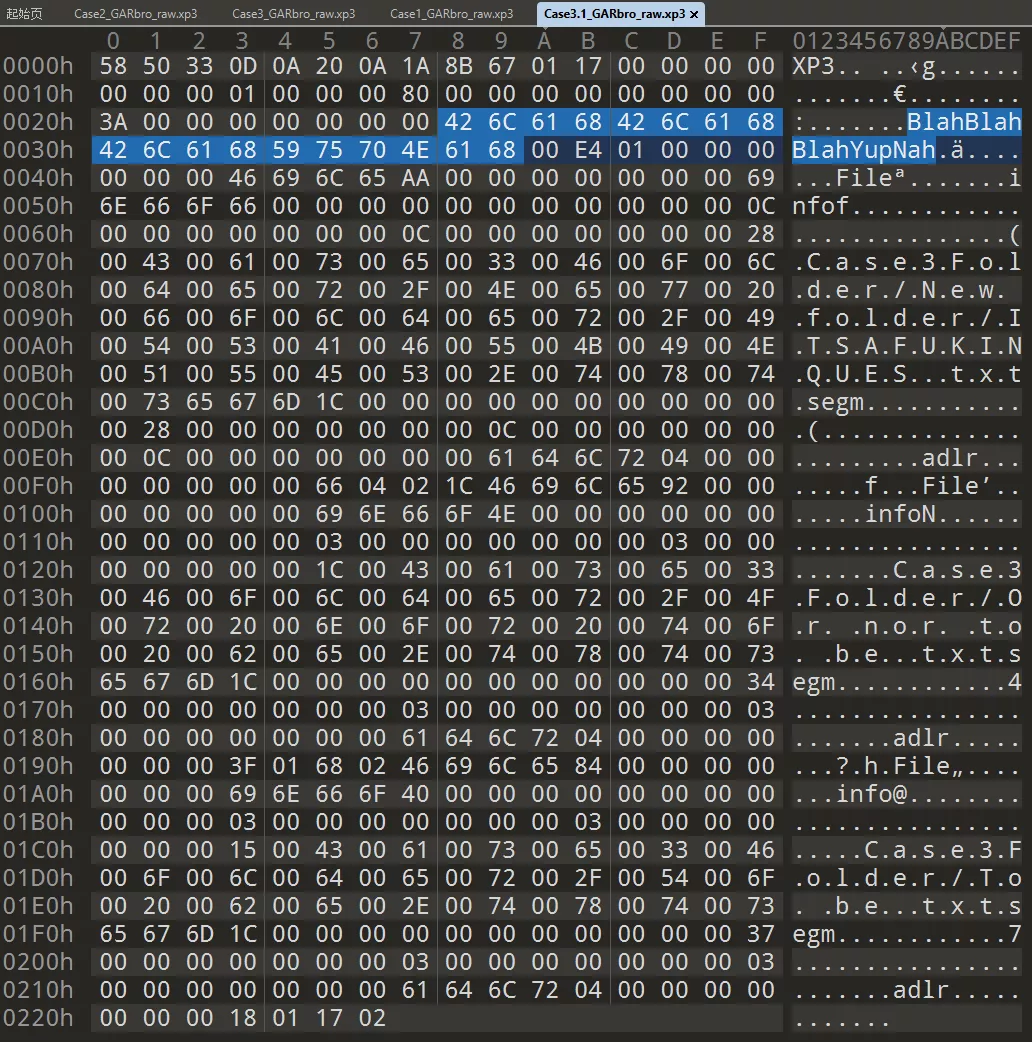 起始页 Case2_GARbro_raw.xp3 Case3_GARbro_raw.xp3 Case1_GARbro_raw.xp3 Case3.1_GARbro_raw.xp3 ×
0 1 2 3 4 5 6 7 8 9 A B C D E F 0123456789ABCDEF
0000h 58 50 33 0D 0A 20 0A 1A 8B 67 01 17 00 00 00 00 XP3.. ..‹g......
0010h 00 00 00 01 00 00 00 80 00 00 00 00 00 00 00 00 .......€........
0020h 3A 00 00 00 00 00 00 00 42 6C 61 68 42 6C 61 68 :.......BlahBlah
0030h 42 6C 61 68 59 75 70 4E 61 68 00 E4 01 00 00 00 BlahYupNah.ä....
0040h 00 00 00 46 69 6C 65 AA 00 00 00 00 00 00 00 69 ...Fileª.......i
0050h 6E 66 6F 66 00 00 00 00 00 00 00 00 00 00 00 0C nfof............
0060h 00 00 00 00 00 00 00 0C 00 00 00 00 00 00 00 28 ...............(
0070h 00 43 00 61 00 73 00 65 00 33 00 46 00 6F 00 6C .C.a.s.e.3.F.o.l
0080h 00 64 00 65 00 72 00 2F 00 4E 00 65 00 77 00 20 .d.e.r./.N.e.w.
0090h 00 66 00 6F 00 6C 00 64 00 65 00 72 00 2F 00 49 .f.o.l.d.e.r./.I
00A0h 00 54 00 53 00 41 00 46 00 55 00 4B 00 49 00 4E .T.S.A.F.U.K.I.N
00B0h 00 51 00 55 00 45 00 53 00 2E 00 74 00 78 00 74 .Q.U.E.S...t.x.t
00C0h 00 73 65 67 6D 1C 00 00 00 00 00 00 00 00 00 00 .segm...........
00D0h 00 28 00 00 00 00 00 00 00 0C 00 00 00 00 00 00 .(..............
00E0h 00 0C 00 00 00 00 00 00 00 61 64 6C 72 04 00 00 .........adlr...
00F0h 00 00 00 00 00 66 04 02 1C 46 69 6C 65 92 00 00 .....f...File’..
0100h 00 00 00 00 00 69 6E 66 6F 4E 00 00 00 00 00 00 .....infoN......
0110h 00 00 00 00 00 03 00 00 00 00 00 00 00 03 00 00 ................
0120h 00 00 00 00 00 1C 00 43 00 61 00 73 00 65 00 33 .......C.a.s.e.3
0130h 00 46 00 6F 00 6C 00 64 00 65 00 72 00 2F 00 4F .F.o.l.d.e.r./.O
0140h 00 72 00 20 00 6E 00 6F 00 72 00 20 00 74 00 6F .r. .n.o.r. .t.o
0150h 00 20 00 62 00 65 00 2E 00 74 00 78 00 74 00 73 . .b.e...t.x.t.s
0160h 65 67 6D 1C 00 00 00 00 00 00 00 00 00 00 00 34 egm............4
0170h 00 00 00 00 00 00 00 03 00 00 00 00 00 00 00 03 ................
0180h 00 00 00 00 00 00 00 61 64 6C 72 04 00 00 00 00 .......adlr.....
0190h 00 00 00 3F 01 68 02 46 69 6C 65 84 00 00 00 00 ...?.h.File„....
01A0h 00 00 00 69 6E 66 6F 40 00 00 00 00 00 00 00 00 ...info@........
01B0h 00 00 00 03 00 00 00 00 00 00 00 03 00 00 00 00 ................
01C0h 00 00 00 15 00 43 00 61 00 73 00 65 00 33 00 46 .....C.a.s.e.3.F
01D0h 00 6F 00 6C 00 64 00 65 00 72 00 2F 00 54 00 6F .o.l.d.e.r./.T.o
01E0h 00 20 00 62 00 65 00 2E 00 74 00 78 00 74 00 73 . .b.e...t.x.t.s
01F0h 65 67 6D 1C 00 00 00 00 00 00 00 00 00 00 00 37 egm............7
0200h 00 00 00 00 00 00 00 03 00 00 00 00 00 00 00 03 ................
0210h 00 00 00 00 00 00 00 61 64 6C 72 04 00 00 00 00 .......adlr.....
0220h 00 00 00 18 01 17 02 .......